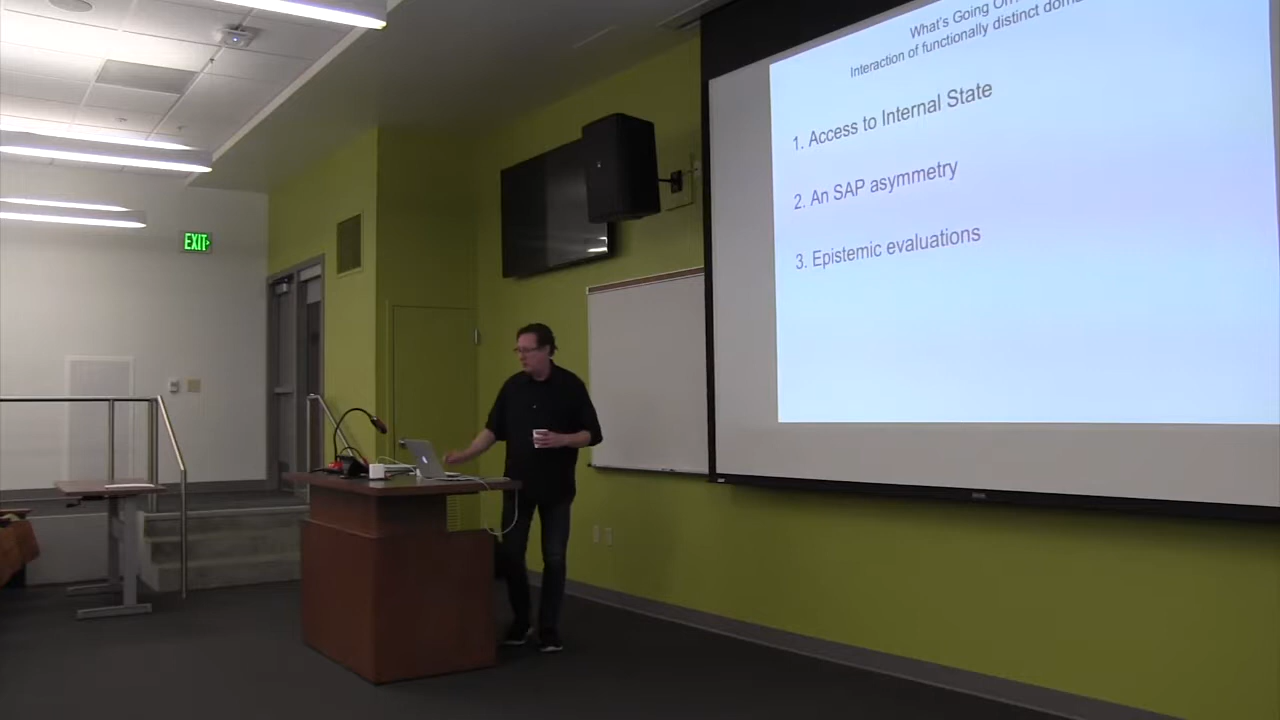 What's Going On
Interaction of functionally distinct
1. Access to Internal State
2. An SAP asymmetry
3. Epistemic evaluations
EXIT